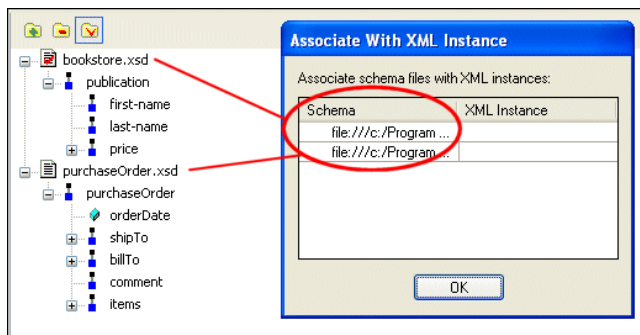 bookstore.xsd
publication
first-name
last-name
price
purchaseOrder.xsd
purchaseOrder
orderDate
shipTo
billTo
comment
items
Associate With XML Instance
Associate schema files with XML instances:
Schema XML Instance
file:///c:/Program ...
file:///c:/Program ...
OK